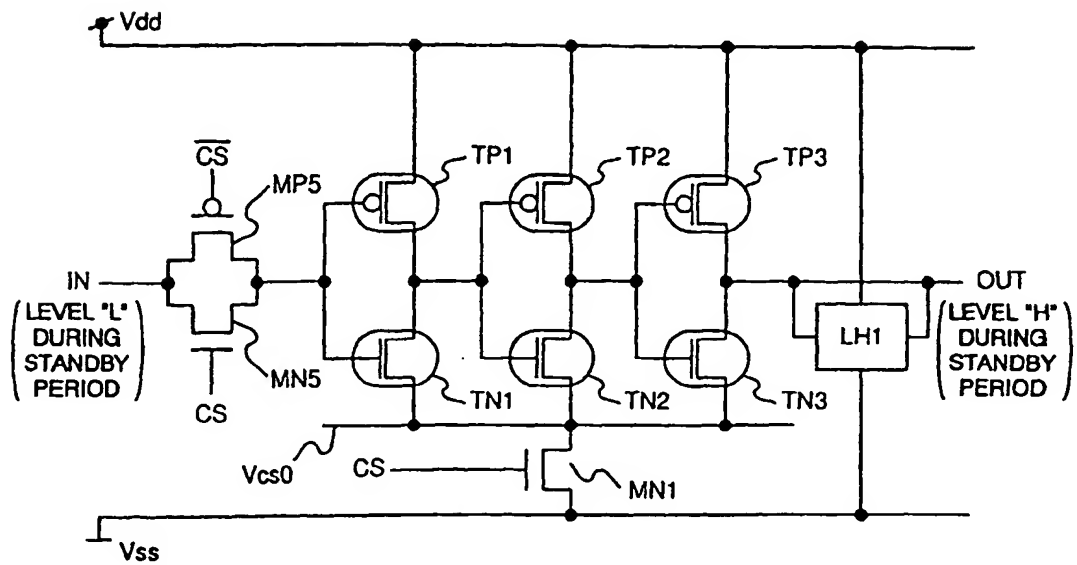 Vdd
C̅S̅
MP5
TP1
TP2
TP3
IN
(LEVEL "L"
DURING
STANDBY
PERIOD)
OUT
(LEVEL "H"
DURING
STANDBY
PERIOD)
LH1
MN5
CS
TN1
TN2
TN3
Vcs0
CS
MN1
Vss